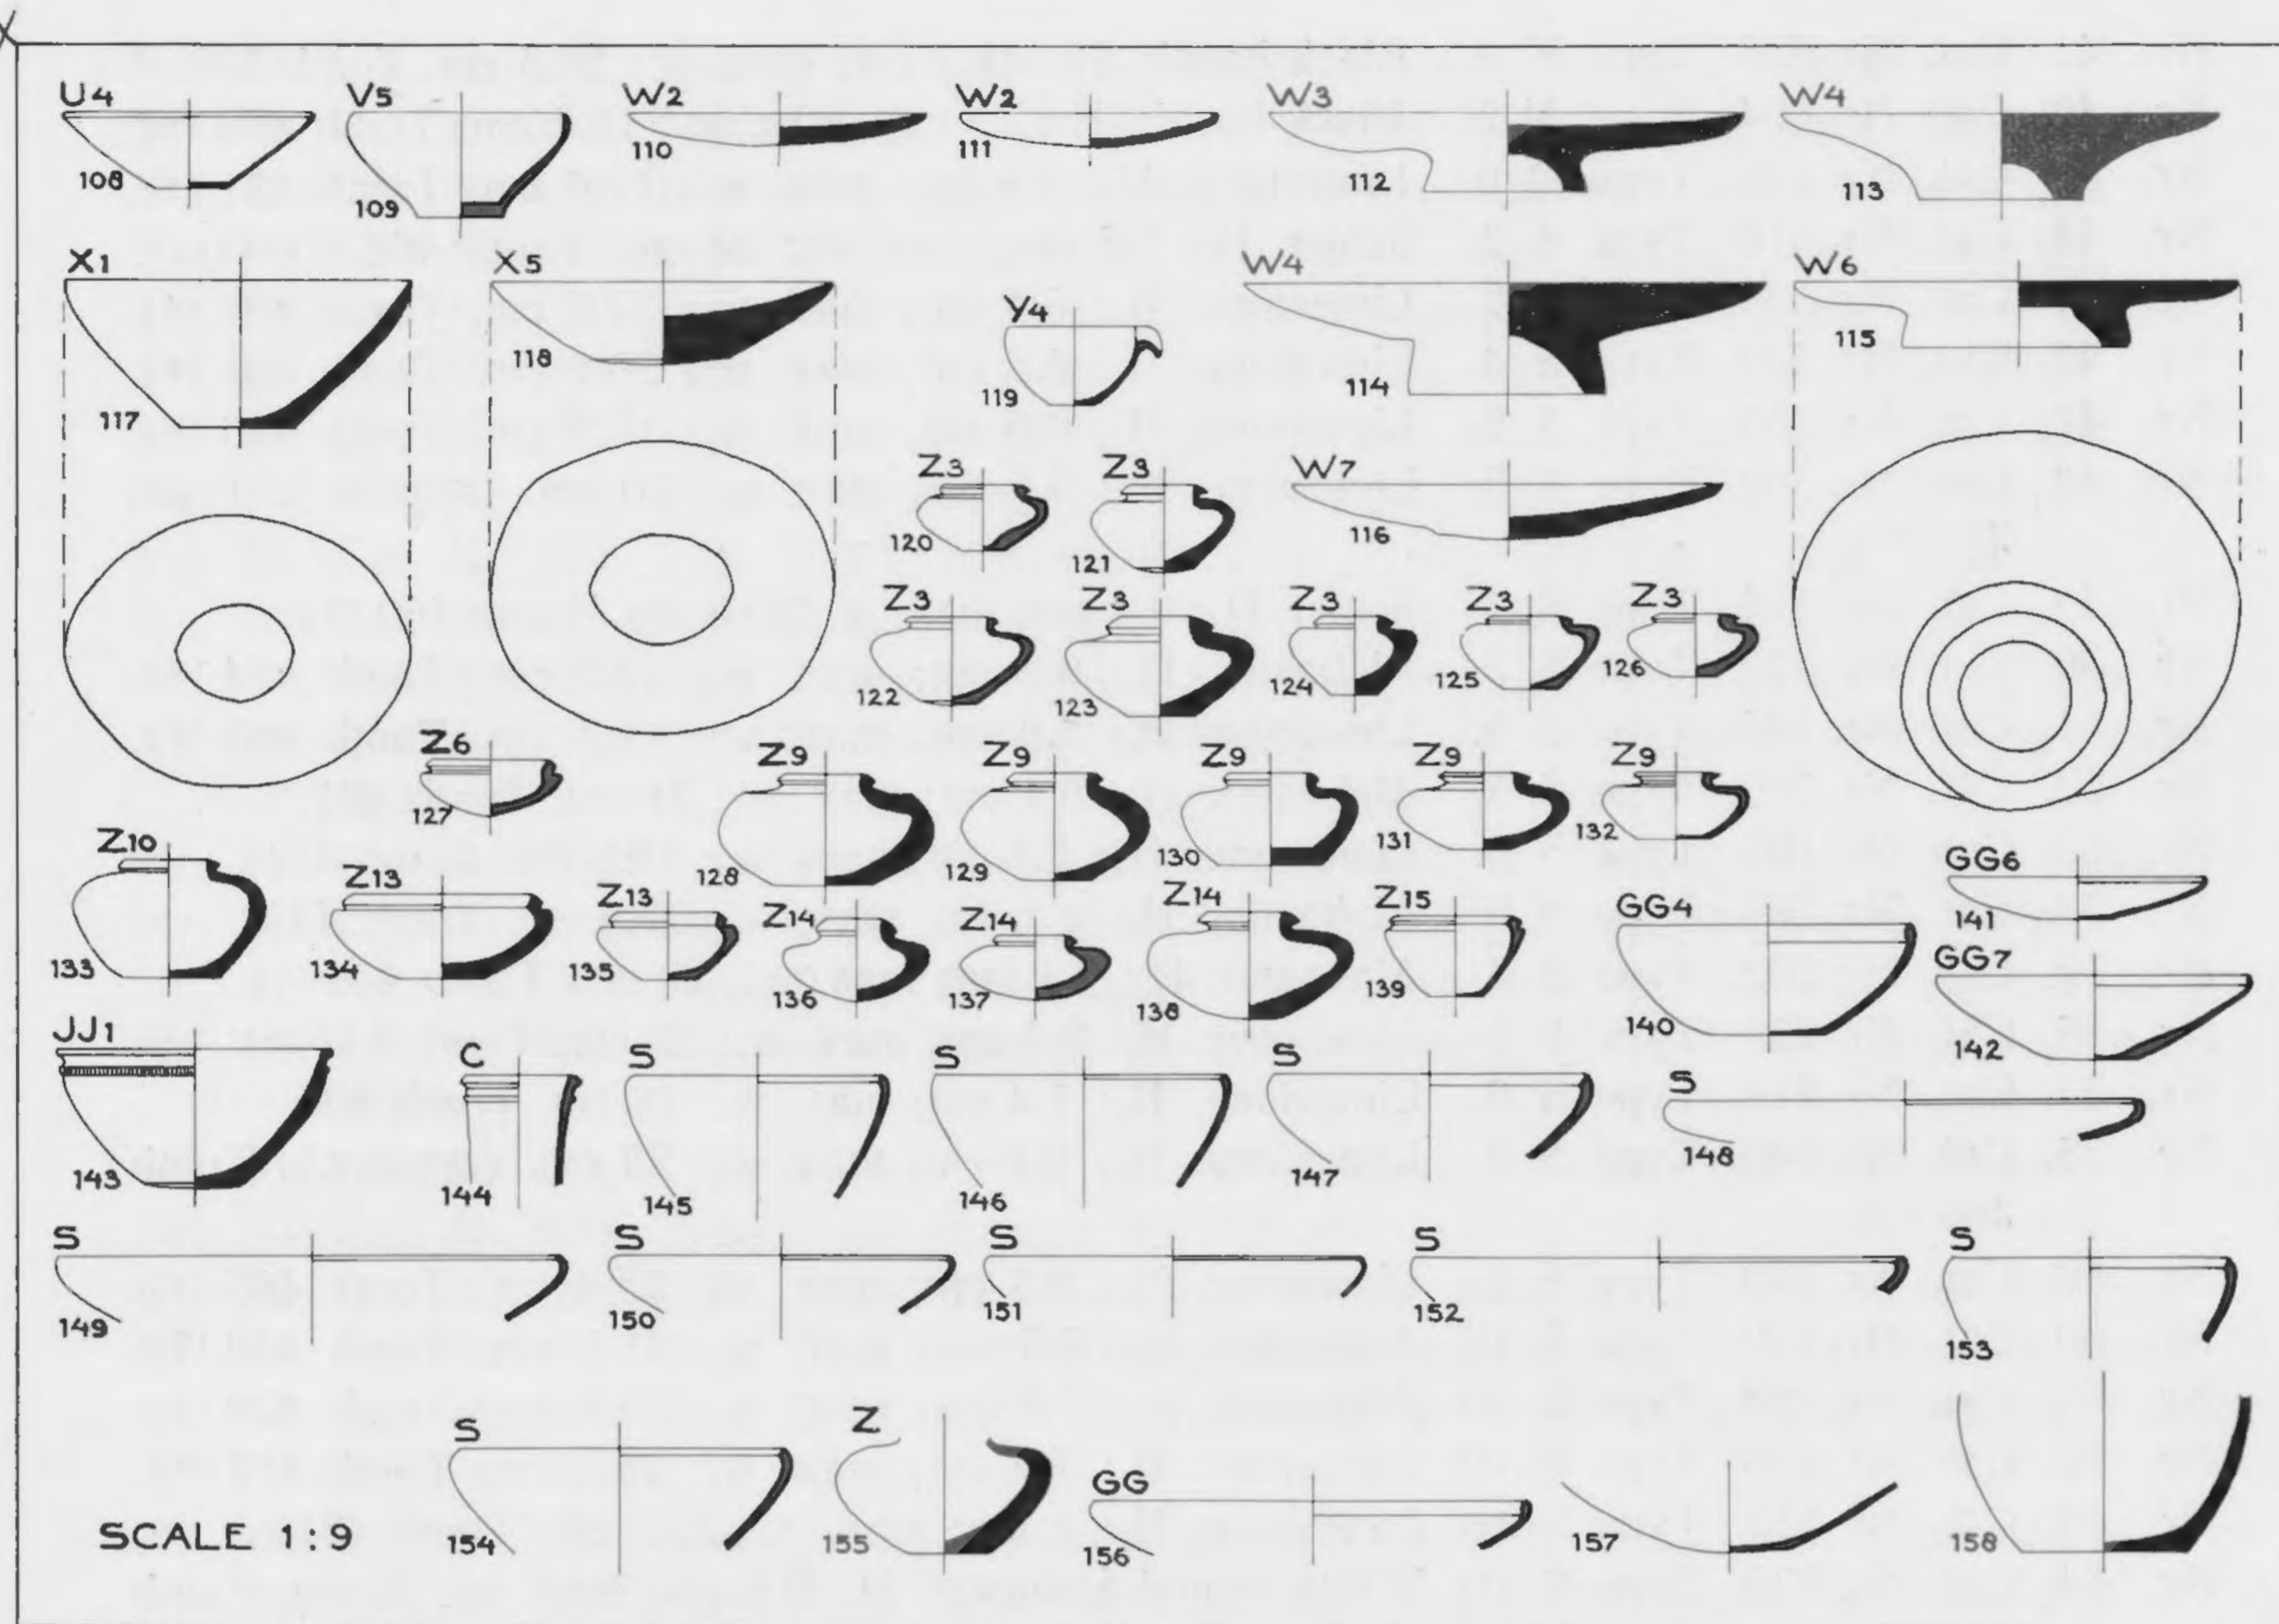 U4 V5 W2 W2 W3 W4
108 109 110 111 112 113
X1 X5 Y4 W4 W6
117 118 119 114 115
Z3 Z3 W7
120 121 116
Z3 Z3 Z3 Z3 Z3
122 123 124 125 126
Z6 Z9 Z9 Z9 Z9 Z9
127 128 129 130 131 132
Z10 Z13 Z13 Z14 Z14 Z14 Z15 GG4 GG6
133 134 135 136 137 138 139 140 141
GG7
142
JJ1 C S S S S
143 144 145 146 147 148
S S S S S
149 150 151 152 153
S Z GG
154 155 156 157 158
SCALE 1:9